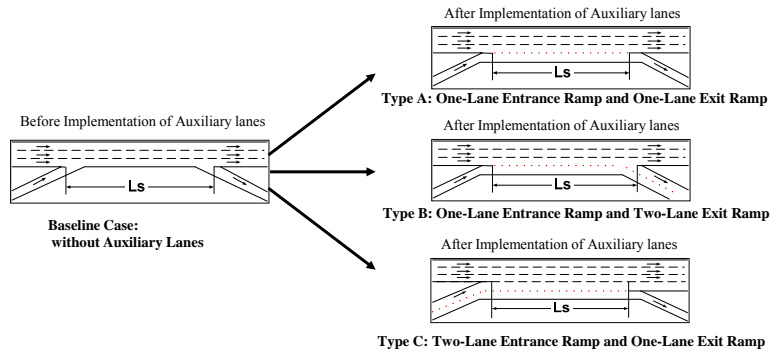 Before Implementation of Auxiliary lanes
Ls
Baseline Case:
without Auxiliary Lanes
After Implementation of Auxiliary lanes
Ls
Type A: One-Lane Entrance Ramp and One-Lane Exit Ramp
After Implementation of Auxiliary lanes
Ls
Type B: One-Lane Entrance Ramp and Two-Lane Exit Ramp
After Implementation of Auxiliary lanes
Ls
Type C: Two-Lane Entrance Ramp and One-Lane Exit Ramp